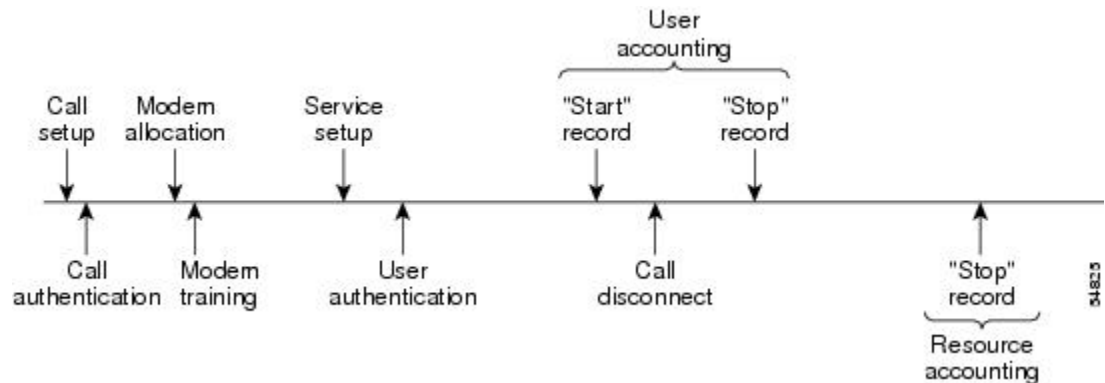 User
accounting
Call
setup
Modem
allocation
Service
setup
"Start"
record
"Stop"
record
Call
authentication
Modem
training
User
authentication
Call
disconnect
"Stop"
record
Resource
accounting
54825